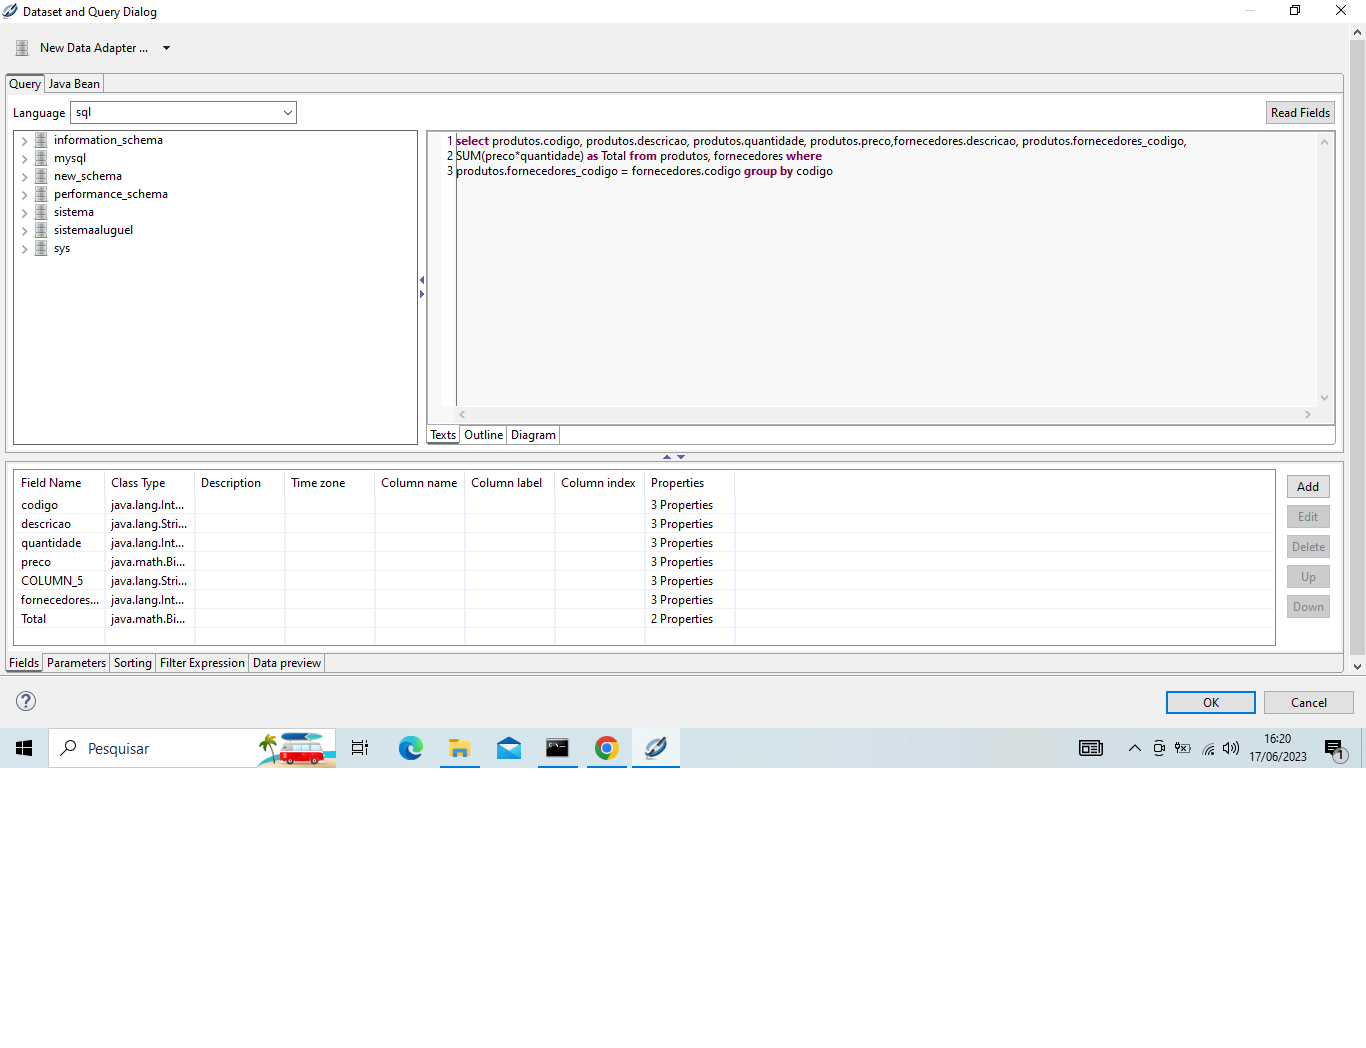 Dataset and Query Dialog
New Data Adapter ...
Query Java Bean
Language sql Read Fields
information_schema
mysql
new_schema
performance_schema
sistema
sistemaaluguel
sys
1 select produtos.codigo, produtos.descricao, produtos.quantidade, produtos.preco,fornecedores.descricao, produtos.fornecedores_codigo,
2 SUM(preco*quantidade) as Total from produtos, fornecedores where
3 produtos.fornecedores_codigo = fornecedores.codigo group by codigo
Texts Outline Diagram
Field Name Class Type Description Time zone Column name Column label Column index Properties
codigo java.lang.Int... 3 Properties
descricao java.lang.Stri... 3 Properties
quantidade java.lang.Int... 3 Properties
preco java.math.Bi... 3 Properties
COLUMN_5 java.lang.Stri... 3 Properties
fornecedores... java.lang.Int... 3 Properties
Total java.math.Bi... 2 Properties
Add
Edit
Delete
Up
Down
Fields Parameters Sorting Filter Expression Data preview
OK Cancel
Pesquisar
16:20
17/06/2023
1